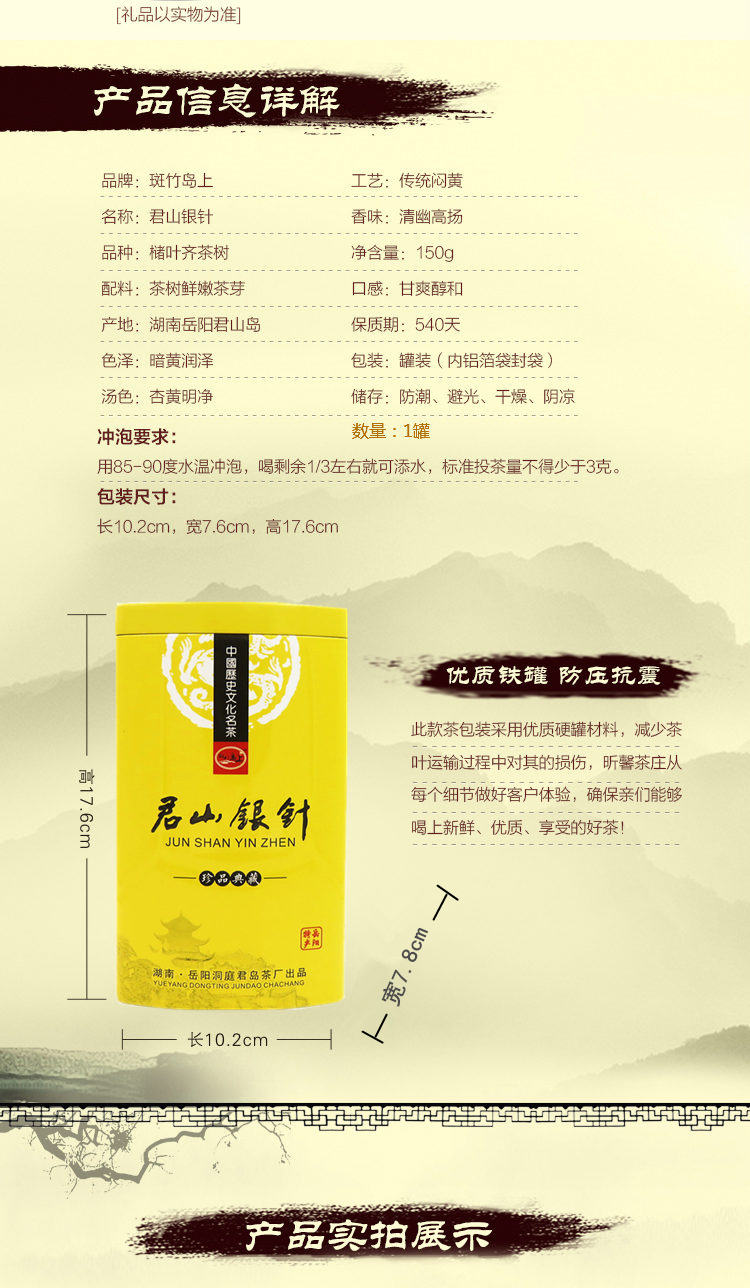 [礼品以实物为准]
产品信息详解
品牌：斑竹岛上
工艺：传统闷黄
名称：君山银针
香味：清幽高扬
品种：槠叶齐茶树
净含量：150g
配料：茶树鲜嫩茶芽
口感：甘爽醇和
产地：湖南岳阳君山岛
保质期：540天
色泽：暗黄润泽
包装：罐装（内铝箔袋封袋）
汤色：杏黄明净
储存：防潮、避光、干燥、阴凉
数量：1罐
冲泡要求：
用85-90度水温冲泡，喝剩余1/3左右就可添水，标准投茶量不得少于3克。
包装尺寸：
长10.2cm，宽7.6cm，高17.6cm
中國歷史文化名茶
君山銀針
JUN SHAN YIN ZHEN
珍品典藏
岳阳特产
湖南·岳阳洞庭君岛茶厂出品
YUEYANG DONGTING JUNDAO CHACHANG
高17.6cm
长10.2cm
宽7.8cm
优质铁罐 防压抗震
此款茶包装采用优质硬罐材料，减少茶
叶运输过程中对其的损伤，昕馨茶庄从
每个细节做好客户体验，确保亲们能够
喝上新鲜、优质、享受的好茶！
产品实拍展示